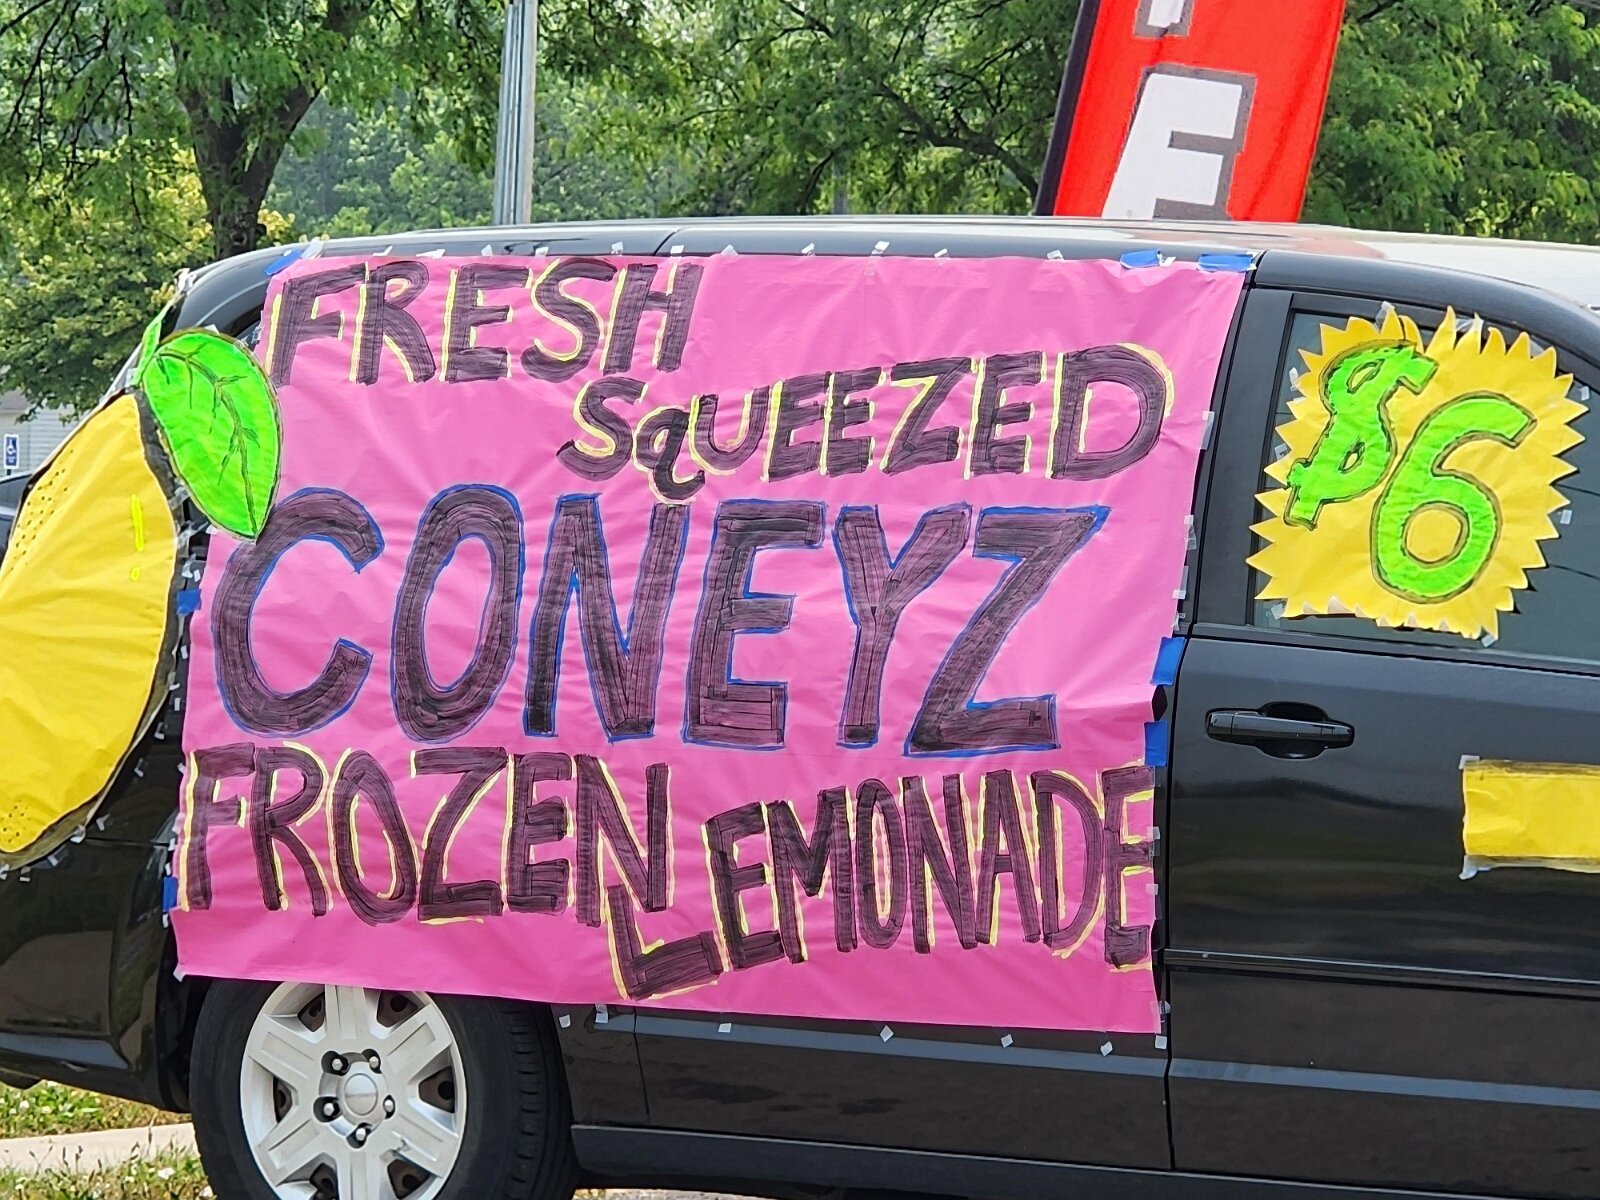 FRESH
SqUEEZED
CONEYZ
FROZEN
LEMONADE
$6
E